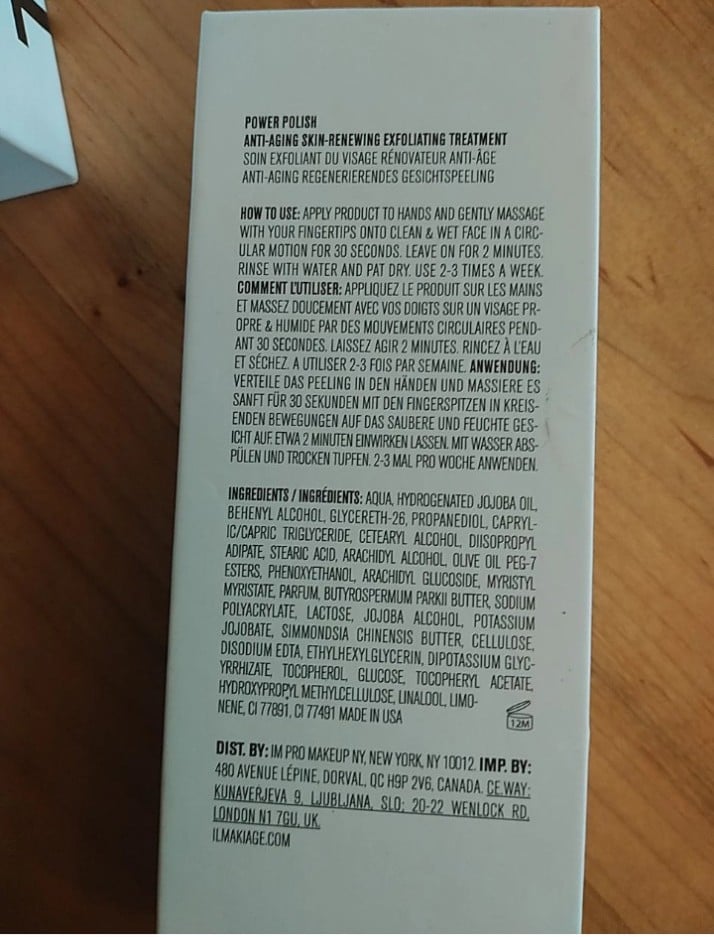 POWER POLISH
ANTI-AGING SKIN-RENEWING EXFOLIATING TREATMENT
SOIN EXFOLIANT DU VISAGE RÉNOVATEUR ANTI-ÂGE
ANTI-AGING REGENERIERENDES GESICHTSPEELING
HOW TO USE: APPLY PRODUCT TO HANDS AND GENTLY MASSAGE
WITH YOUR FINGERTIPS ONTO CLEAN & WET FACE IN A CIRC-
ULAR MOTION FOR 30 SECONDS. LEAVE ON FOR 2 MINUTES.
RINSE WITH WATER AND PAT DRY. USE 2-3 TIMES A WEEK.
COMMENT L'UTILISER: APPLIQUEZ LE PRODUIT SUR LES MAINS
ET MASSEZ DOUCEMENT AVEC VOS DOIGTS SUR UN VISAGE PR-
OPRE & HUMIDE PAR DES MOUVEMENTS CIRCULAIRES PEND-
ANT 30 SECONDES. LAISSEZ AGIR 2 MINUTES. RINCEZ À L'EAU
ET SÉCHEZ. A UTILISER 2-3 FOIS PAR SEMAINE. ANWENDUNG:
VERTEILE DAS PEELING IN DEN HÄNDEN UND MASSIERE ES
SANFT FÜR 30 SEKUNDEN MIT DEN FINGERSPITZEN IN KREIS-
ENDEN BEWEGUNGEN AUF DAS SAUBERE UND FEUCHTE GES-
ICHT AUF. ETWA 2 MINUTEN EINWIRKEN LASSEN. MIT WASSER ABS-
PÜLEN UND TROCKEN TUPFEN. 2-3 MAL PRO WOCHE ANWENDEN.
INGREDIENTS / INGRÉDIENTS: AQUA, HYDROGENATED JOJOBA OIL,
BEHENYL ALCOHOL, GLYCERETH-26, PROPANEDIOL, CAPRYL-
IC/CAPRIC TRIGLYCERIDE, CETEARYL ALCOHOL, DIISOPROPYL
ADIPATE, STEARIC ACID, ARACHIDYL ALCOHOL, OLIVE OIL PEG-7
ESTERS, PHENOXYETHANOL, ARACHIDYL GLUCOSIDE, MYRISTYL
MYRISTATE, PARFUM, BUTYROSPERMUM PARKII BUTTER, SODIUM
POLYACRYLATE, LACTOSE, JOJOBA ALCOHOL, POTASSIUM
JOJOBATE, SIMMONDSIA CHINENSIS BUTTER, CELLULOSE,
DISODIUM EDTA, ETHYLHEXYLGLYCERIN, DIPOTASSIUM GLYC-
YRRHIZATE, TOCOPHEROL, GLUCOSE, TOCOPHERYL ACETATE,
HYDROXYPROPYL METHYLCELLULOSE, LINALOOL, LIMO-
NENE, CI 77891, CI 77491 MADE IN USA
12M
DIST. BY: IM PRO MAKEUP NY, NEW YORK, NY 10012. IMP. BY:
480 AVENUE LÉPINE, DORVAL, QC H9P 2V6, CANADA. CE.WAY:
KUNAVERJEVA 9, LJUBLJANA, SLO; 20-22 WENLOCK RD,
LONDON N1 7GU, UK.
ILMAKIAGE.COM